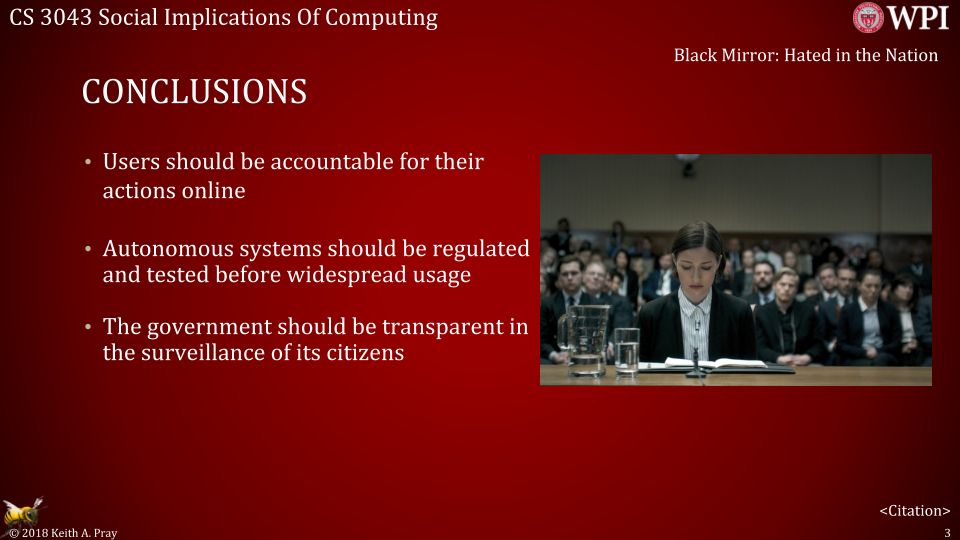 CS 3043 Social Implications Of Computing
WPI
Black Mirror: Hated in the Nation
CONCLUSIONS
• Users should be accountable for their
actions online
• Autonomous systems should be regulated
and tested before widespread usage
• The government should be transparent in
the surveillance of its citizens
<Citation>
© 2018 Keith A. Pray
3